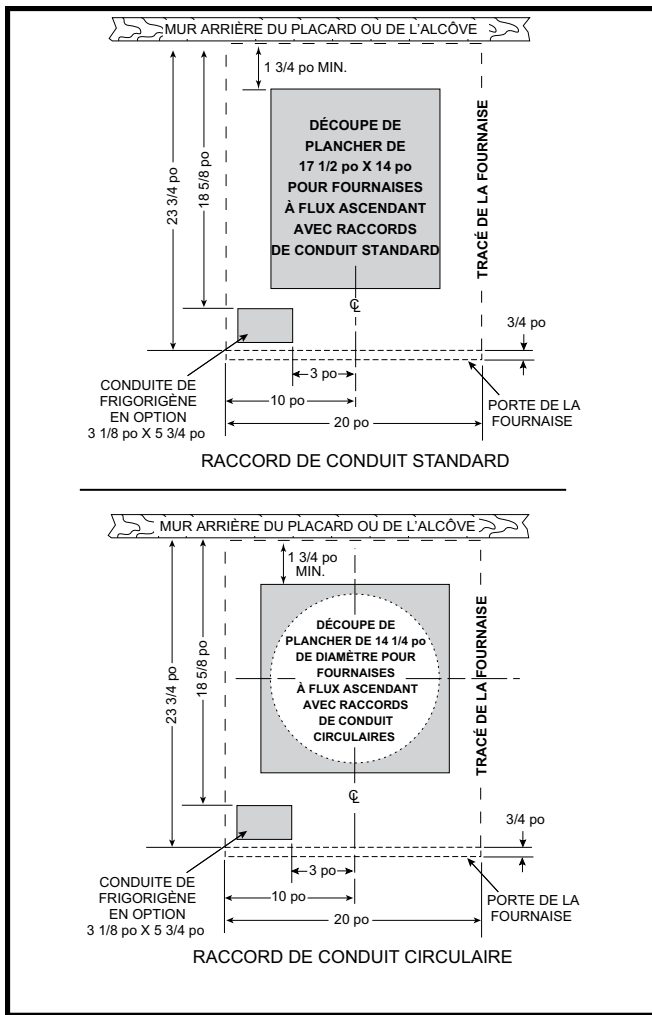 MUR ARRIÈRE DU PLACARD OU DE L'ALCÔVE
1 3/4 po MIN.
23 3/4 po
18 5/8 po
DÉCOUPE DE
PLANCHER DE
17 1/2 po X 14 po
POUR FOURNAISES
À FLUX ASCENDANT
AVEC RACCORDS
DE CONDUIT STANDARD
TRACÉ DE LA FOURNAISE
℄
3/4 po
3 po
CONDUITE DE
FRIGORIGÈNE
EN OPTION
3 1/8 po X 5 3/4 po
10 po
20 po
PORTE DE LA
FOURNAISE
RACCORD DE CONDUIT STANDARD
MUR ARRIÈRE DU PLACARD OU DE L'ALCÔVE
1 3/4 po
MIN.
23 3/4 po
18 5/8 po
DÉCOUPE DE
PLANCHER DE 14 1/4 po
DE DIAMÈTRE POUR
FOURNAISES
À FLUX ASCENDANT
AVEC RACCORDS
DE CONDUIT
CIRCULAIRES
TRACÉ DE LA FOURNAISE
℄
3/4 po
3 po
CONDUITE DE
FRIGORIGÈNE
EN OPTION
3 1/8 po X 5 3/4 po
10 po
20 po
PORTE DE LA
FOURNAISE
RACCORD DE CONDUIT CIRCULAIRE